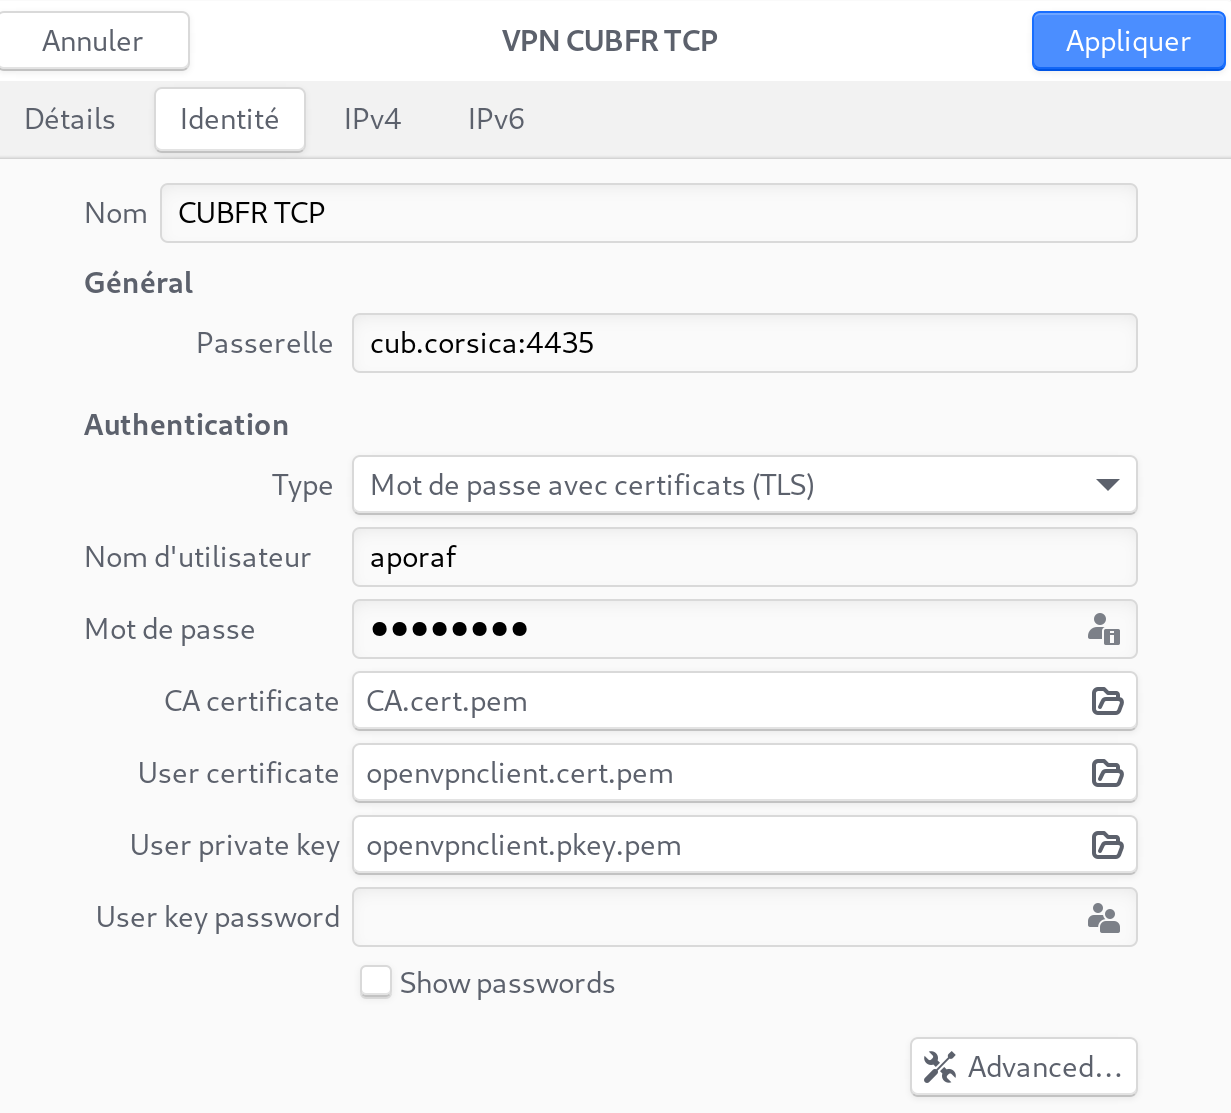 Annuler VPN CUBFR TCP Appliquer
Détails Identité IPv4 IPv6
Nom CUBFR TCP
Général
Passerelle cub.corsica:4435
Authentication
Type Mot de passe avec certificats (TLS)
Nom d'utilisateur aporaf
Mot de passe ●●●●●●●●
CA certificate CA.cert.pem
User certificate openvpnclient.cert.pem
User private key openvpnclient.pkey.pem
User key password
Show passwords
Advanced...